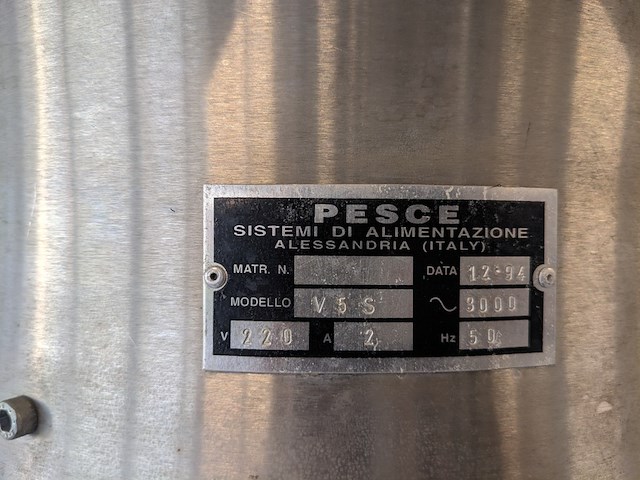 PESCE
SISTEMI DI ALIMENTAZIONE
ALESSANDRIA (ITALY)
MATR. N. DATA 12-94
MODELLO V 5 S ~ 3000
V 220 A 2 Hz 50